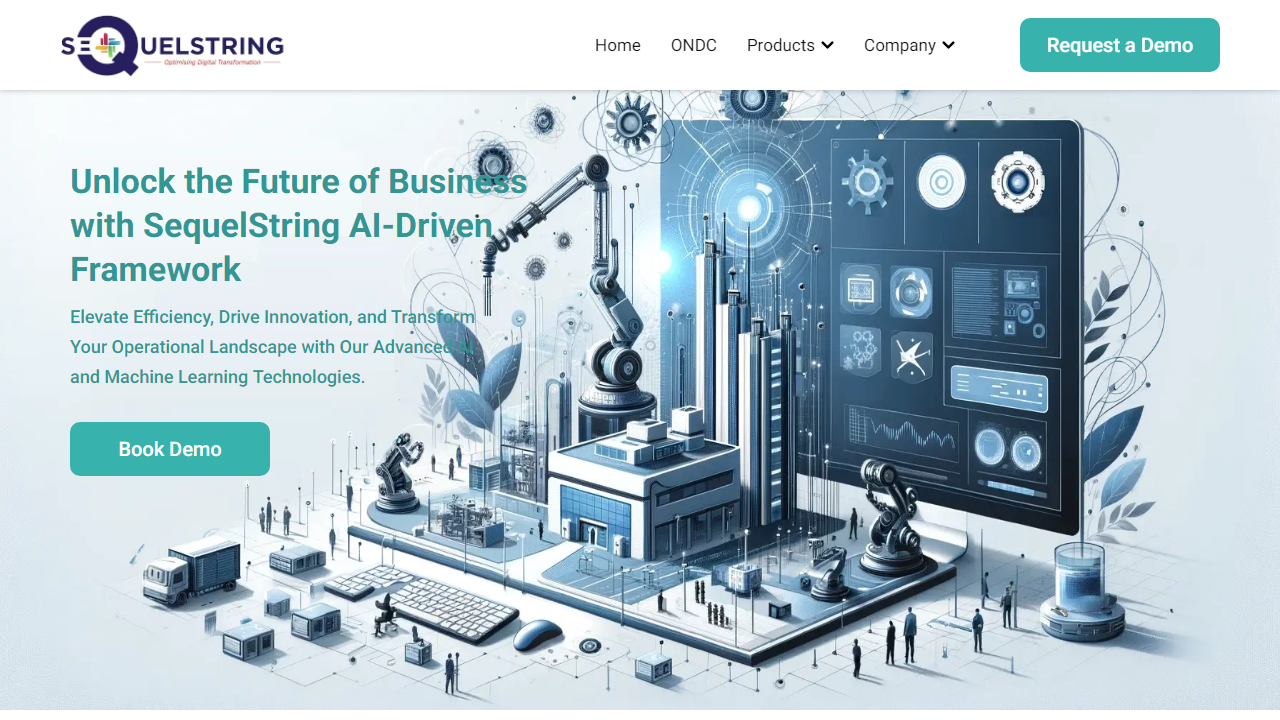 SEQUELSTRING
Optimising Digital Transformation
Home
ONDC
Products
Company
Request a Demo
Unlock the Future of Business
with SequelString AI-Driven
Framework
Elevate Efficiency, Drive Innovation, and Transform
Your Operational Landscape with Our Advanced AI
and Machine Learning Technologies.
Book Demo